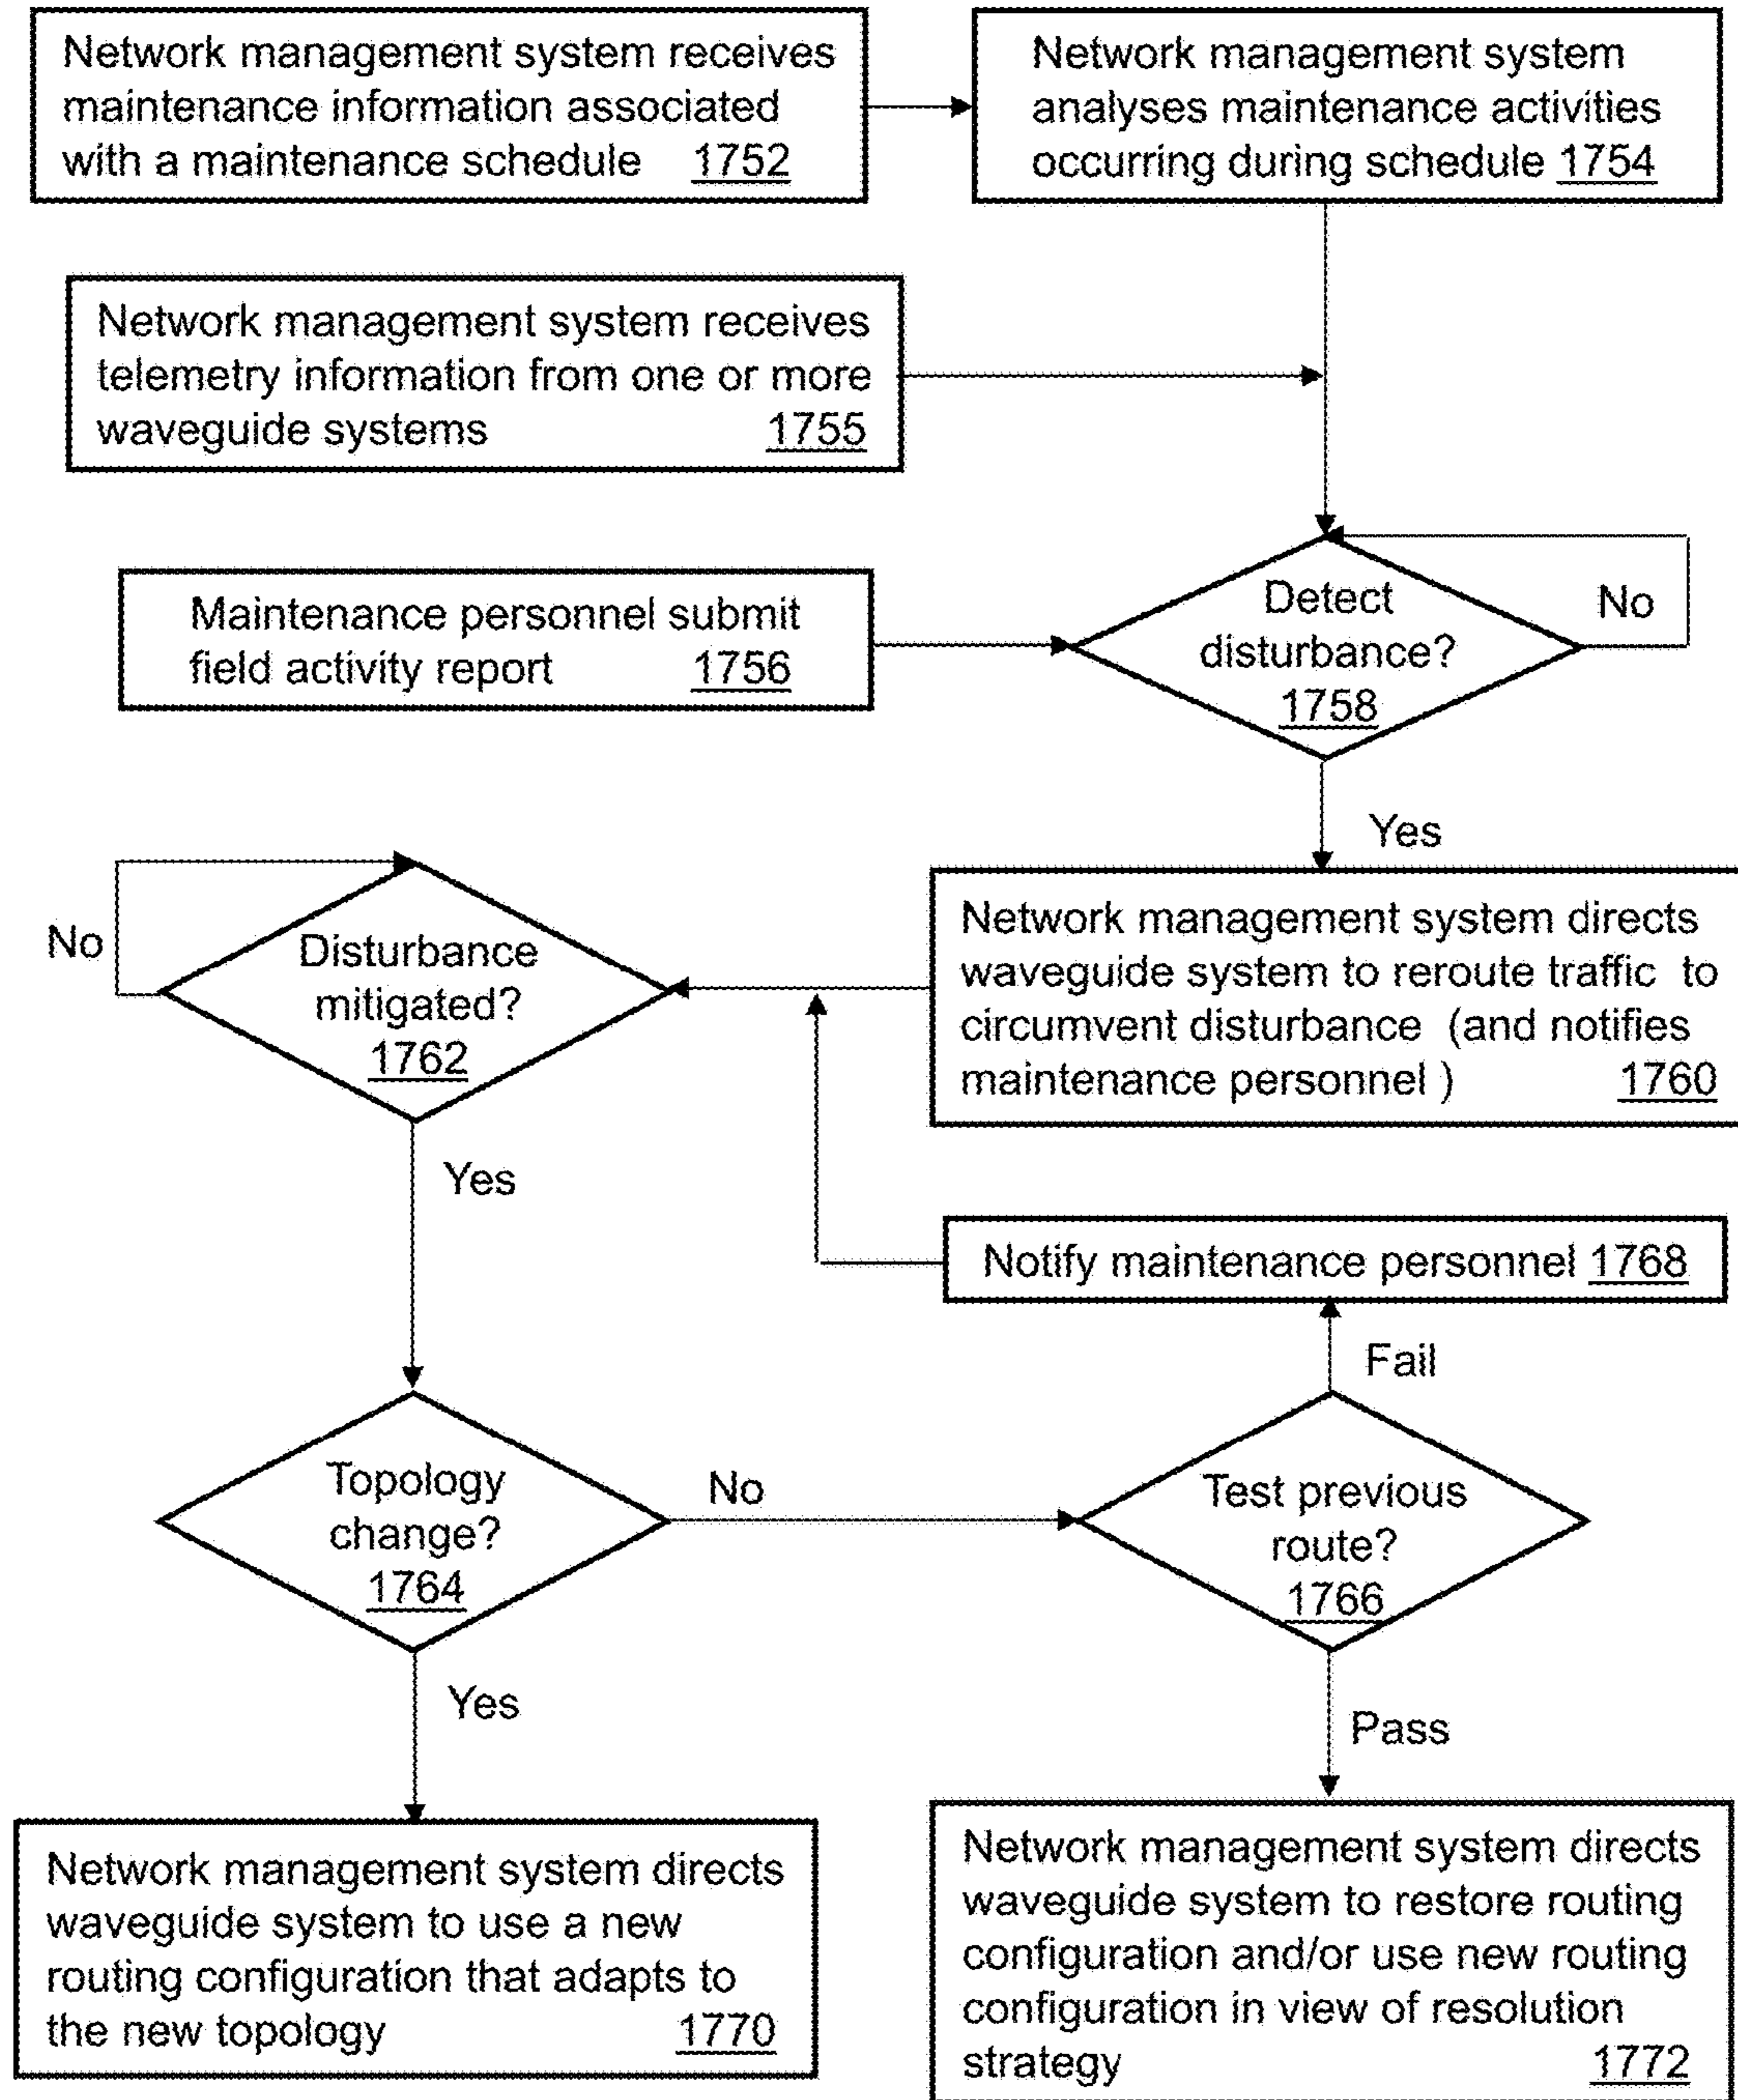 Network management system receives
maintenance information associated
with a maintenance schedule 1752
Network management system
analyses maintenance activities
occurring during schedule 1754
Network management system receives
telemetry information from one or more
waveguide systems 1755
Maintenance personnel submit
field activity report 1756
Detect
disturbance?
1758
No
Yes
Network management system directs
waveguide system to reroute traffic to
circumvent disturbance (and notifies
maintenance personnel ) 1760
Disturbance
mitigated?
1762
No
Yes
Notify maintenance personnel 1768
Fail
Topology
change?
1764
No
Test previous
route?
1766
Yes
Pass
Network management system directs
waveguide system to use a new
routing configuration that adapts to
the new topology 1770
Network management system directs
waveguide system to restore routing
configuration and/or use new routing
configuration in view of resolution
strategy 1772